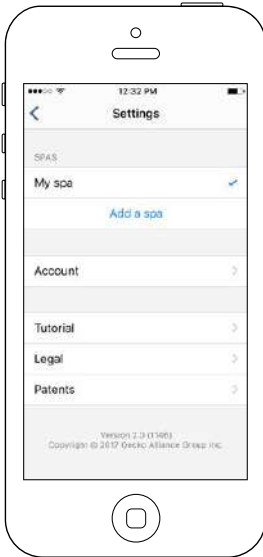 12:32 PM
Settings
SPAS
My spa
Add a spa
Account
Tutorial
Legal
Patents
Version 2.0 (1146)
Copyright © 2017 Gecko Alliance Group Inc.